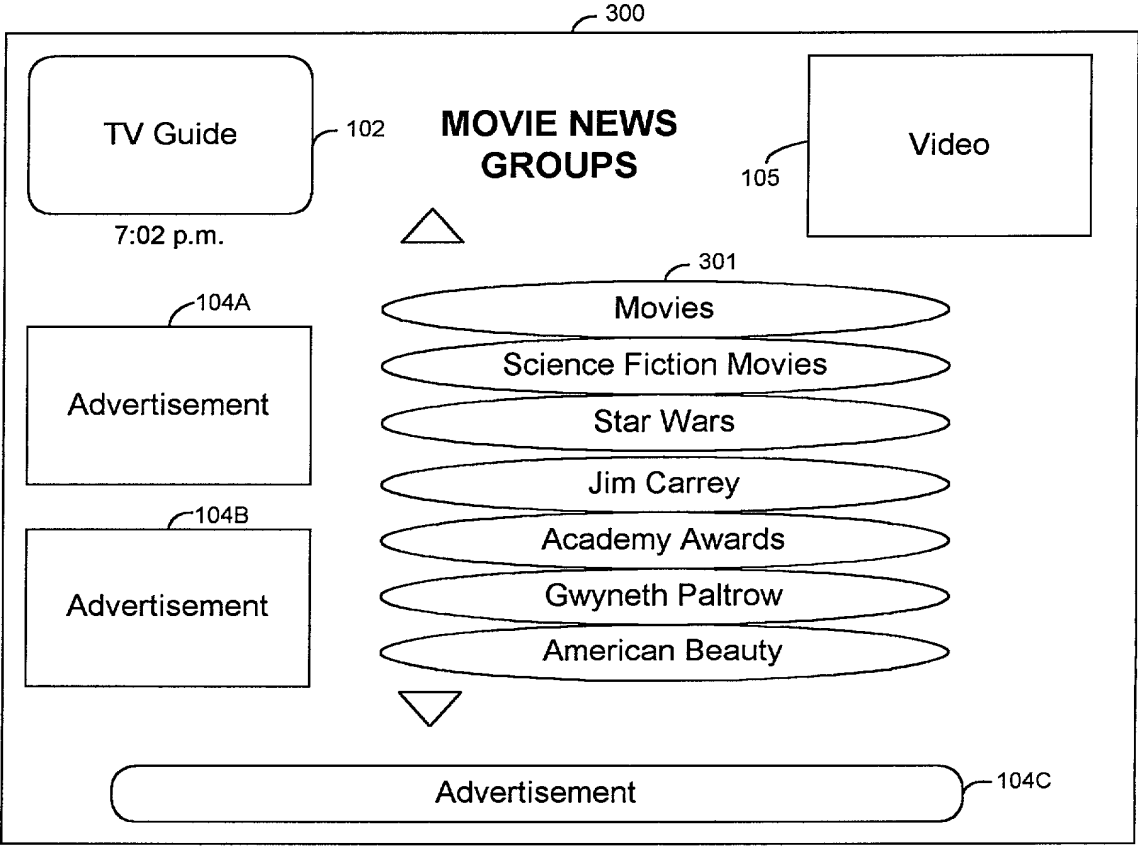 300
TV Guide
102
MOVIE NEWS
GROUPS
105
Video
7:02 p.m.
301
Movies
104A
Science Fiction Movies
Advertisement
Star Wars
Jim Carrey
104B
Academy Awards
Advertisement
Gwyneth Paltrow
American Beauty
Advertisement
104C